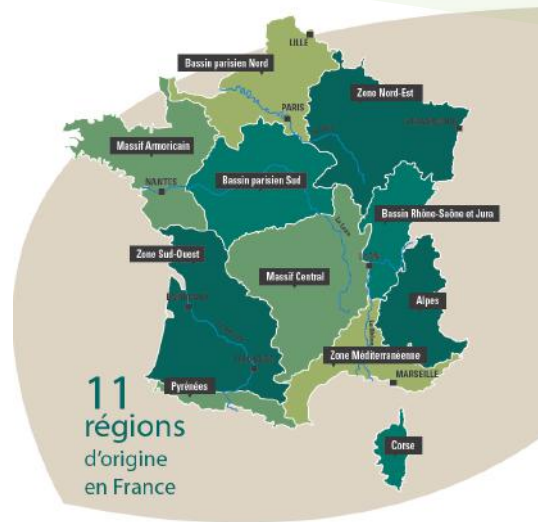 LILLE
Bassin parisien Nord
PARIS
Zone Nord-Est
Massif Armoricain
NANTES
Bassin parisien Sud
Bassin Rhône-Saône et Jura
Zone Sud-Ouest
Massif Central
Alpes
Zone Méditerranéenne
MARSEILLE
Pyrénées
Corse
11
régions
d'origine
en France